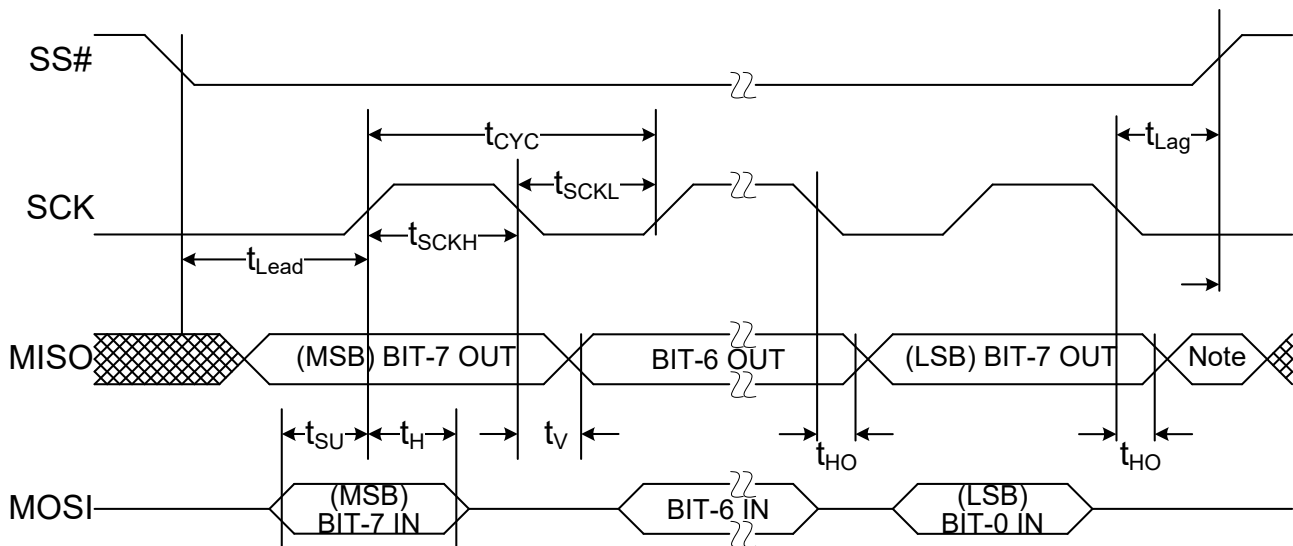 SS#
tCYC
tLag
tSCKL
SCK
tSCKH
tLead
MISO
(MSB) BIT-7 OUT
BIT-6 OUT
(LSB) BIT-7 OUT
Note
tSU
tH
tV
tHO
tHO
MOSI
(MSB)
BIT-7 IN
BIT-6 IN
(LSB)
BIT-0 IN